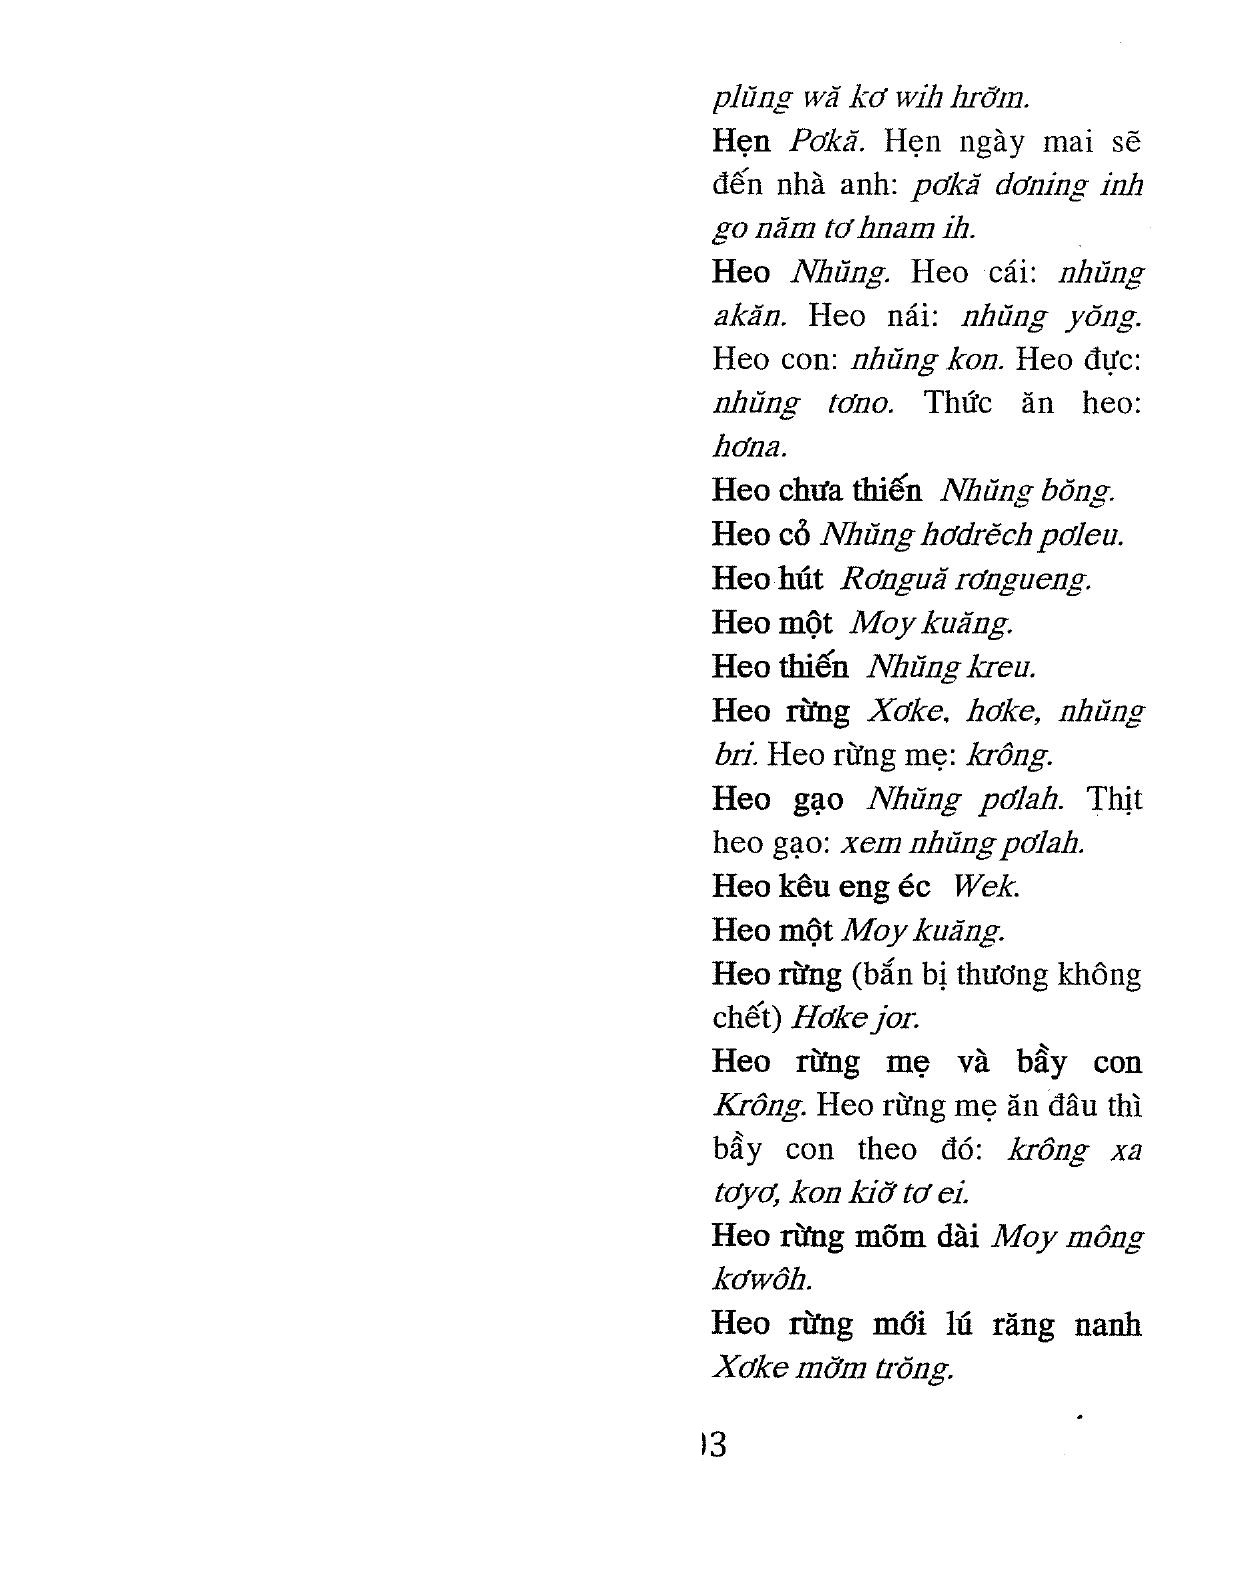 plŭng wă kơ wih hrơ̆m.
Hẹn Pơkă. Hẹn ngày mai sẽ
đến nhà anh: pơkă dơning inh
go năm tơ hnam ih.
Heo Nhŭng. Heo cái: nhŭng
akăn. Heo nái: nhŭng yŏng.
Heo con: nhŭng kon. Heo đực:
nhŭng tơno. Thức ăn heo:
hơna.
Heo chưa thiến Nhŭng bŏng.
Heo cỏ Nhŭng hơdrĕch pơleu.
Heo hút Rơnguă rơngueng.
Heo một Moy kuăng.
Heo thiến Nhŭng kreu.
Heo rừng Xơke, hơke, nhŭng
bri. Heo rừng mẹ: krông.
Heo gạo Nhŭng pơlah. Thịt
heo gạo: xem nhŭng pơlah.
Heo kêu eng éc Wek.
Heo một Moy kuăng.
Heo rừng (bắn bị thương không
chết) Hơke jor.
Heo rừng mẹ và bầy con
Krông. Heo rừng mẹ ăn đâu thì
bầy con theo đó: krông xa
tơyơ, kon kiơ̆ tơ ei.
Heo rừng mõm dài Moy mông
kơwôh.
Heo rừng mới lú răng nanh
Xơke mơ̆m trŏng.
3